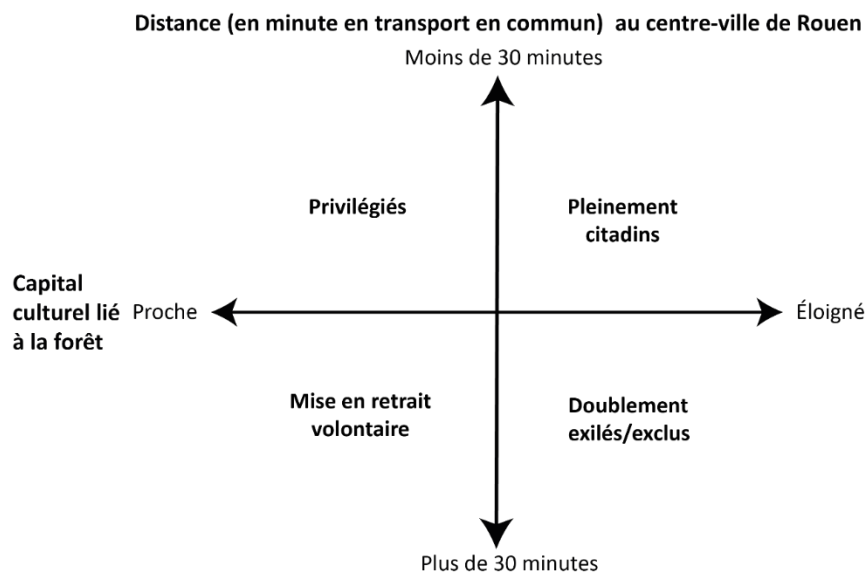 Distance (en minute en transport en commun) au centre-ville de Rouen
Moins de 30 minutes
Privilégiés
Pleinement
citadins
Capital
culturel lié
à la forêt
Proche
Éloigné
Mise en retrait
volontaire
Doublement
exilés/exclus
Plus de 30 minutes